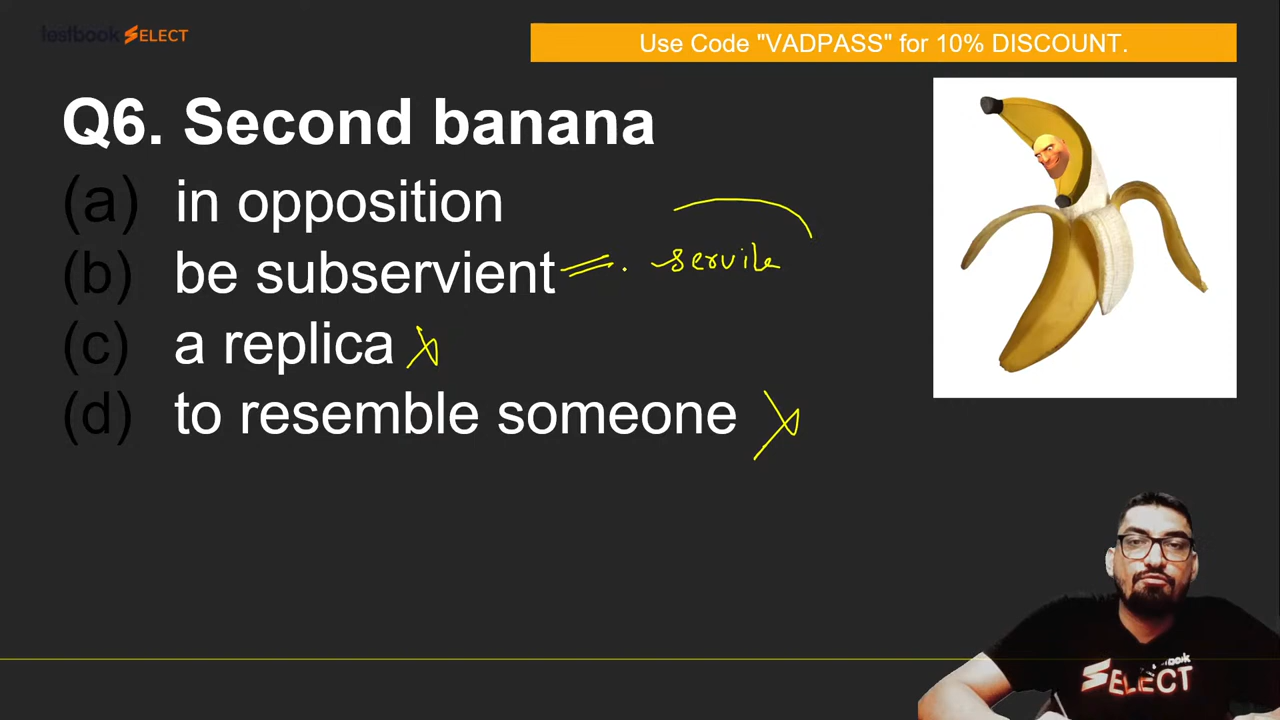 testbook SELECT
Use Code "VADPASS" for 10% DISCOUNT.
Q6. Second banana
(a) in opposition
(b) be subservient = . servile
(c) a replica x
(d) to resemble someone x
testbook
SELECT